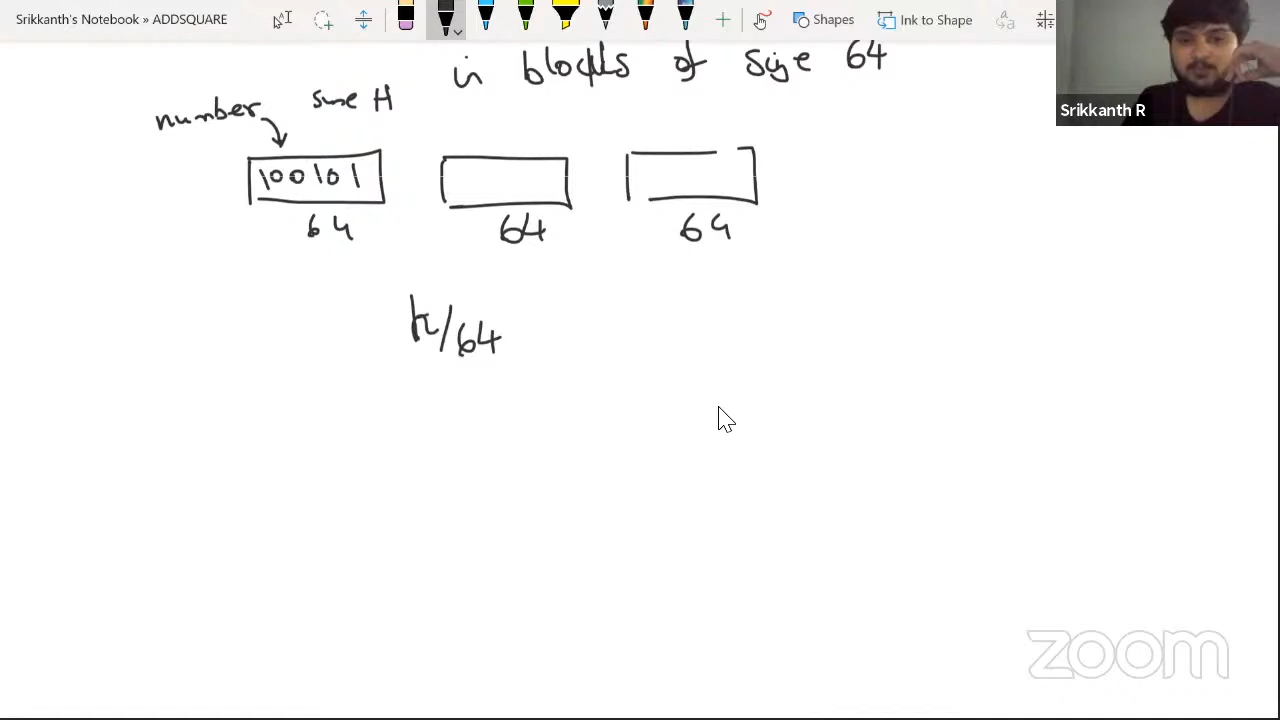 Srikkanth's Notebook » ADDSQUARE
Shapes
Ink to Shape
in blocks of size 64
Srikkanth R
number
size H
100101
64
64
64
K/64
zoom